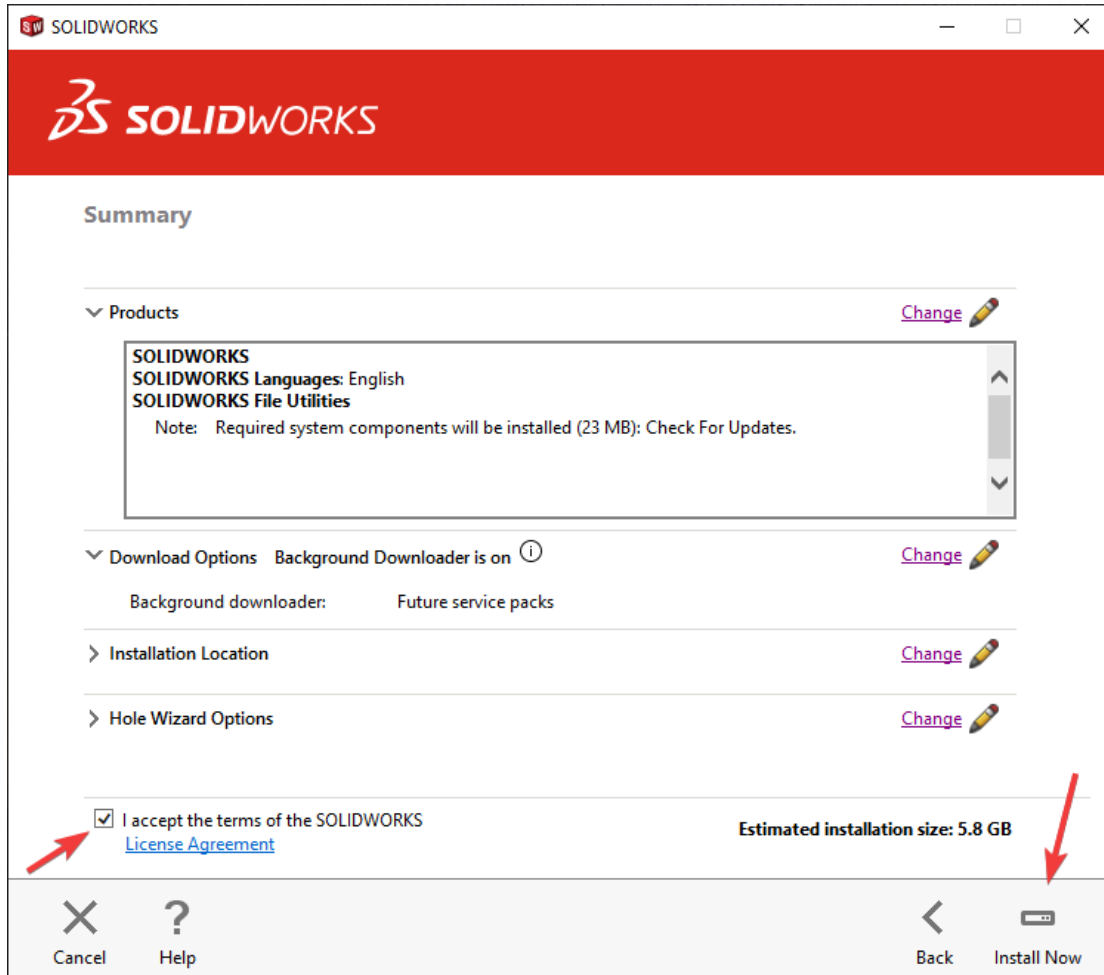 SOLIDWORKS
SOLIDWORKS
Summary
Products Change
SOLIDWORKS
SOLIDWORKS Languages: English
SOLIDWORKS File Utilities
Note: Required system components will be installed (23 MB): Check For Updates.
Download Options Background Downloader is on Change
Background downloader: Future service packs
Installation Location Change
Hole Wizard Options Change
I accept the terms of the SOLIDWORKS
License Agreement
Estimated installation size: 5.8 GB
Cancel Help Back Install Now